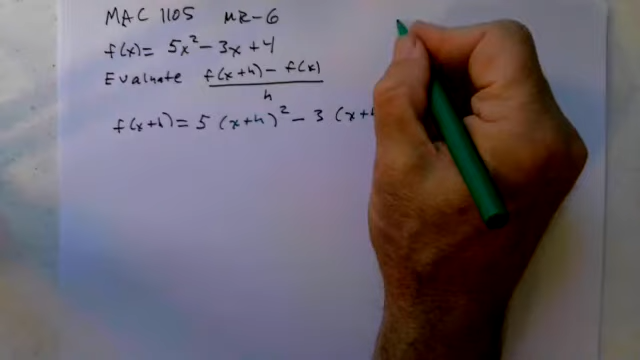 MAC 1105 MR-6
f(x) = 5x² - 3x + 4
Evaluate f(x+h) - f(x)
h
f(x+h) = 5 (x+h)² - 3 (x+h